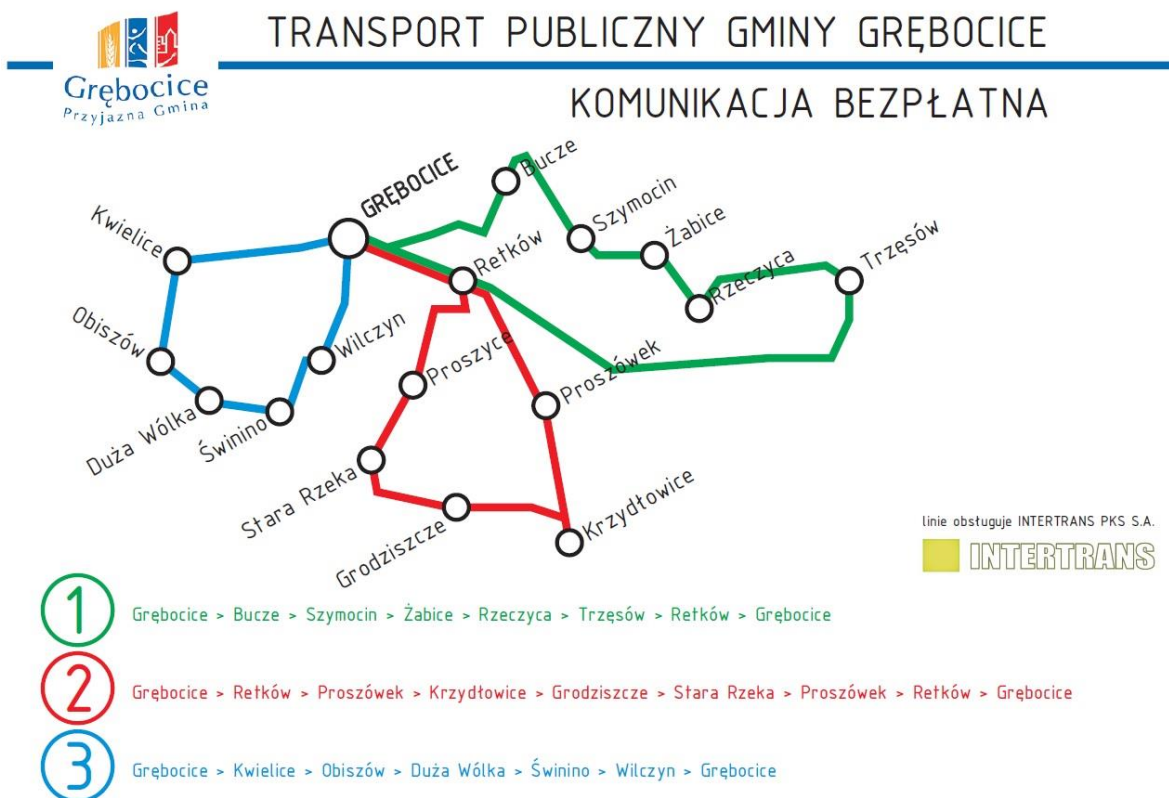 TRANSPORT PUBLICZNY GMINY GRĘBOCICE
Grębocice
Przyjazna Gmina
KOMUNIKACJA BEZPŁATNA
GRĘBOCICE
Bucze
Kwielice
Szymocin
Żabice
Retków
Rzeczyca
Trzęsów
Obiszów
Wilczyn
Proszyce
Proszówek
Duża Wólka
Świnino
Stara Rzeka
Grodziszcze
Krzydłowice
linie obsługuje INTERTRANS PKS S.A.
INTERTRANS
1 Grębocice > Bucze > Szymocin > Żabice > Rzeczyca > Trzęsów > Retków > Grębocice
2 Grębocice > Retków > Proszówek > Krzydłowice > Grodziszcze > Stara Rzeka > Proszówek > Retków > Grębocice
3 Grębocice > Kwielice > Obiszów > Duża Wólka > Świnino > Wilczyn > Grębocice